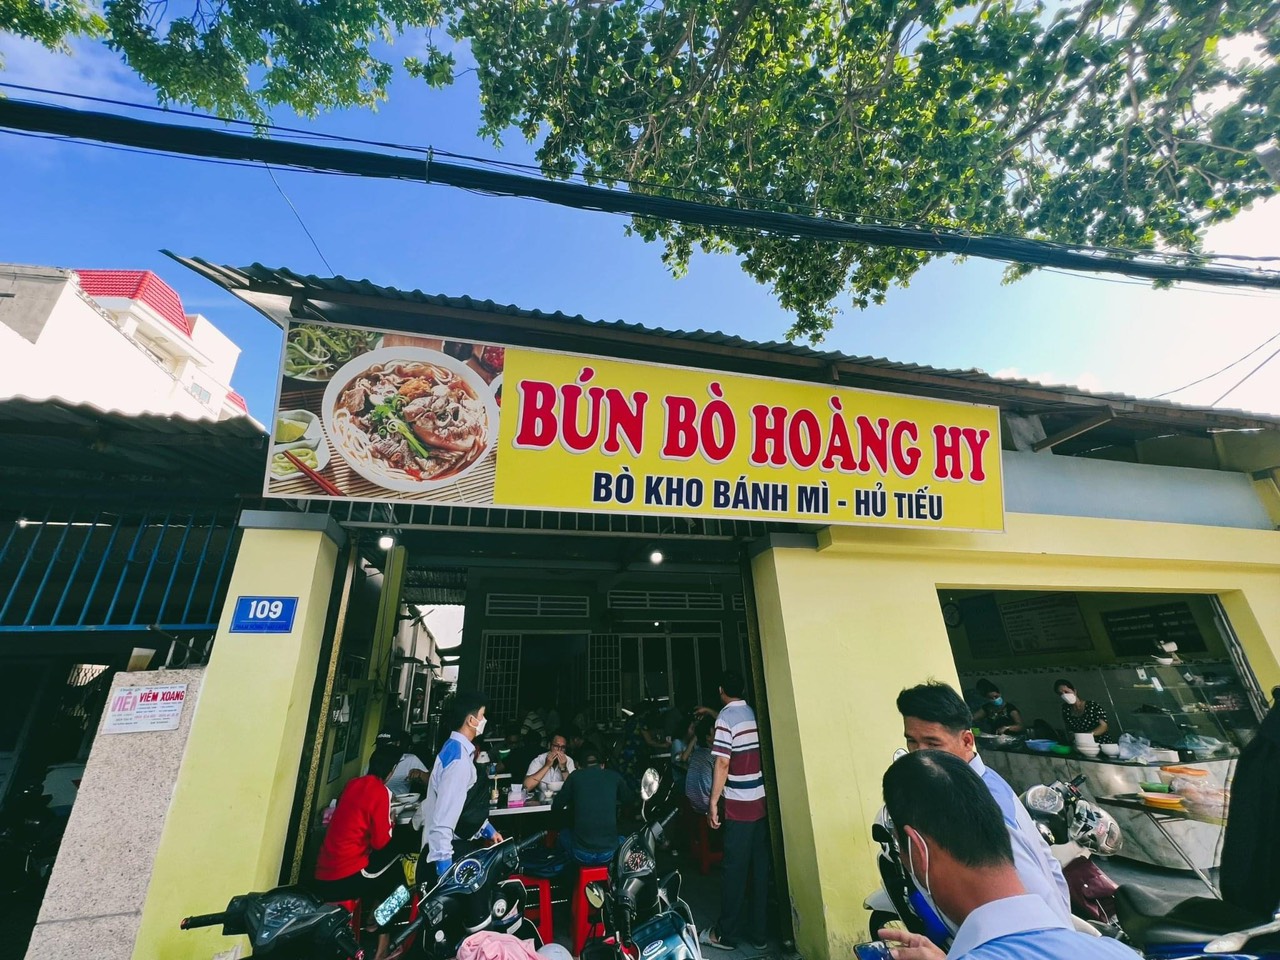 BÚN BÒ HOÀNG HY
BÒ KHO BÁNH MÌ - HỦ TIẾU
109
VIÊM XOANG